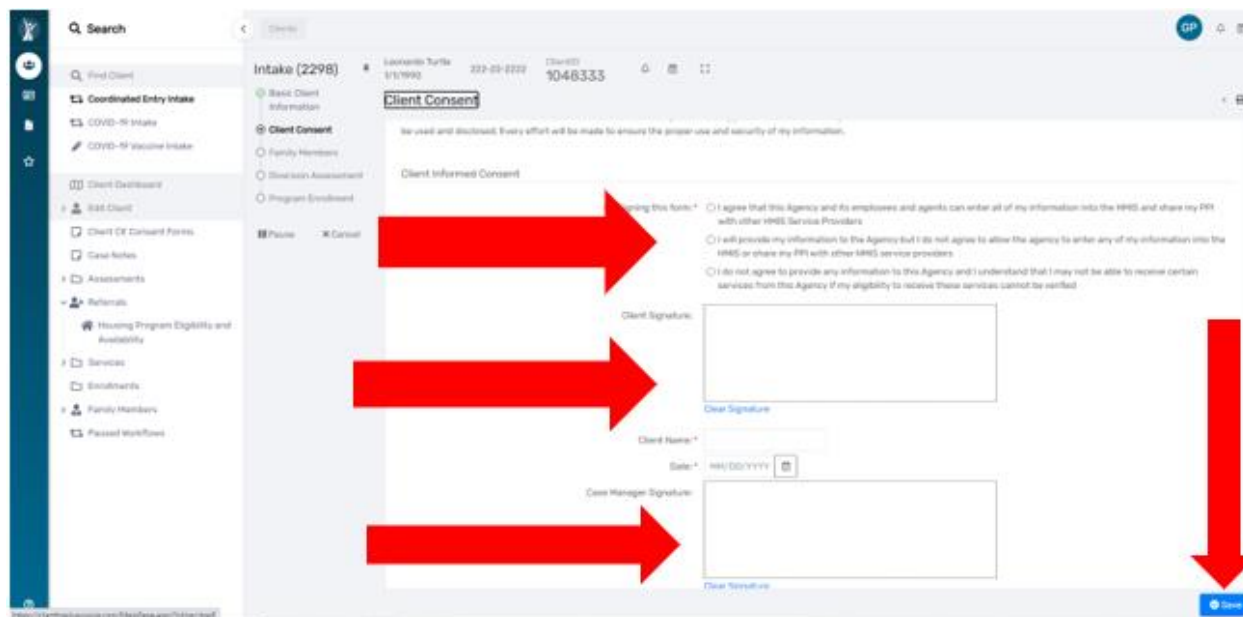 Search
Clients
GP
Find Client
Coordinated Entry Intake
COVID-19 Intake
COVID-19 Vaccine Intake
Client Dashboard
Edit Client
Client CE Consent Forms
Case Notes
Assessments
Referrals
Housing Program Eligibility and
Availability
Services
Enrollments
Family Members
Paused Workflows
Intake (2298)
Basic Client
Information
Client Consent
Family Members
Diversion Assessment
Program Enrollment
Pause Cancel
Leonardo Turtle
1/1/1990
222-22-2222
ClientID
1048333
Client Consent
be used and disclosed. Every effort will be made to ensure the proper use and security of my information.
Client Informed Consent
signing this form: *
I agree that this Agency and its employees and agents can enter all of my information into the HMIS and share my PPI
with other HMIS Service Providers
I will provide my information to the Agency but I do not agree to allow the agency to enter any of my information into the
HMIS or share my PPI with other HMIS service providers
I do not agree to provide any information to this Agency and I understand that I may not be able to receive certain
services from this Agency if my eligibility to receive these services cannot be verified
Client Signature:
Clear Signature
Client Name: *
Date: * MM/DD/YYYY
Case Manager Signature:
Clear Signature
Save